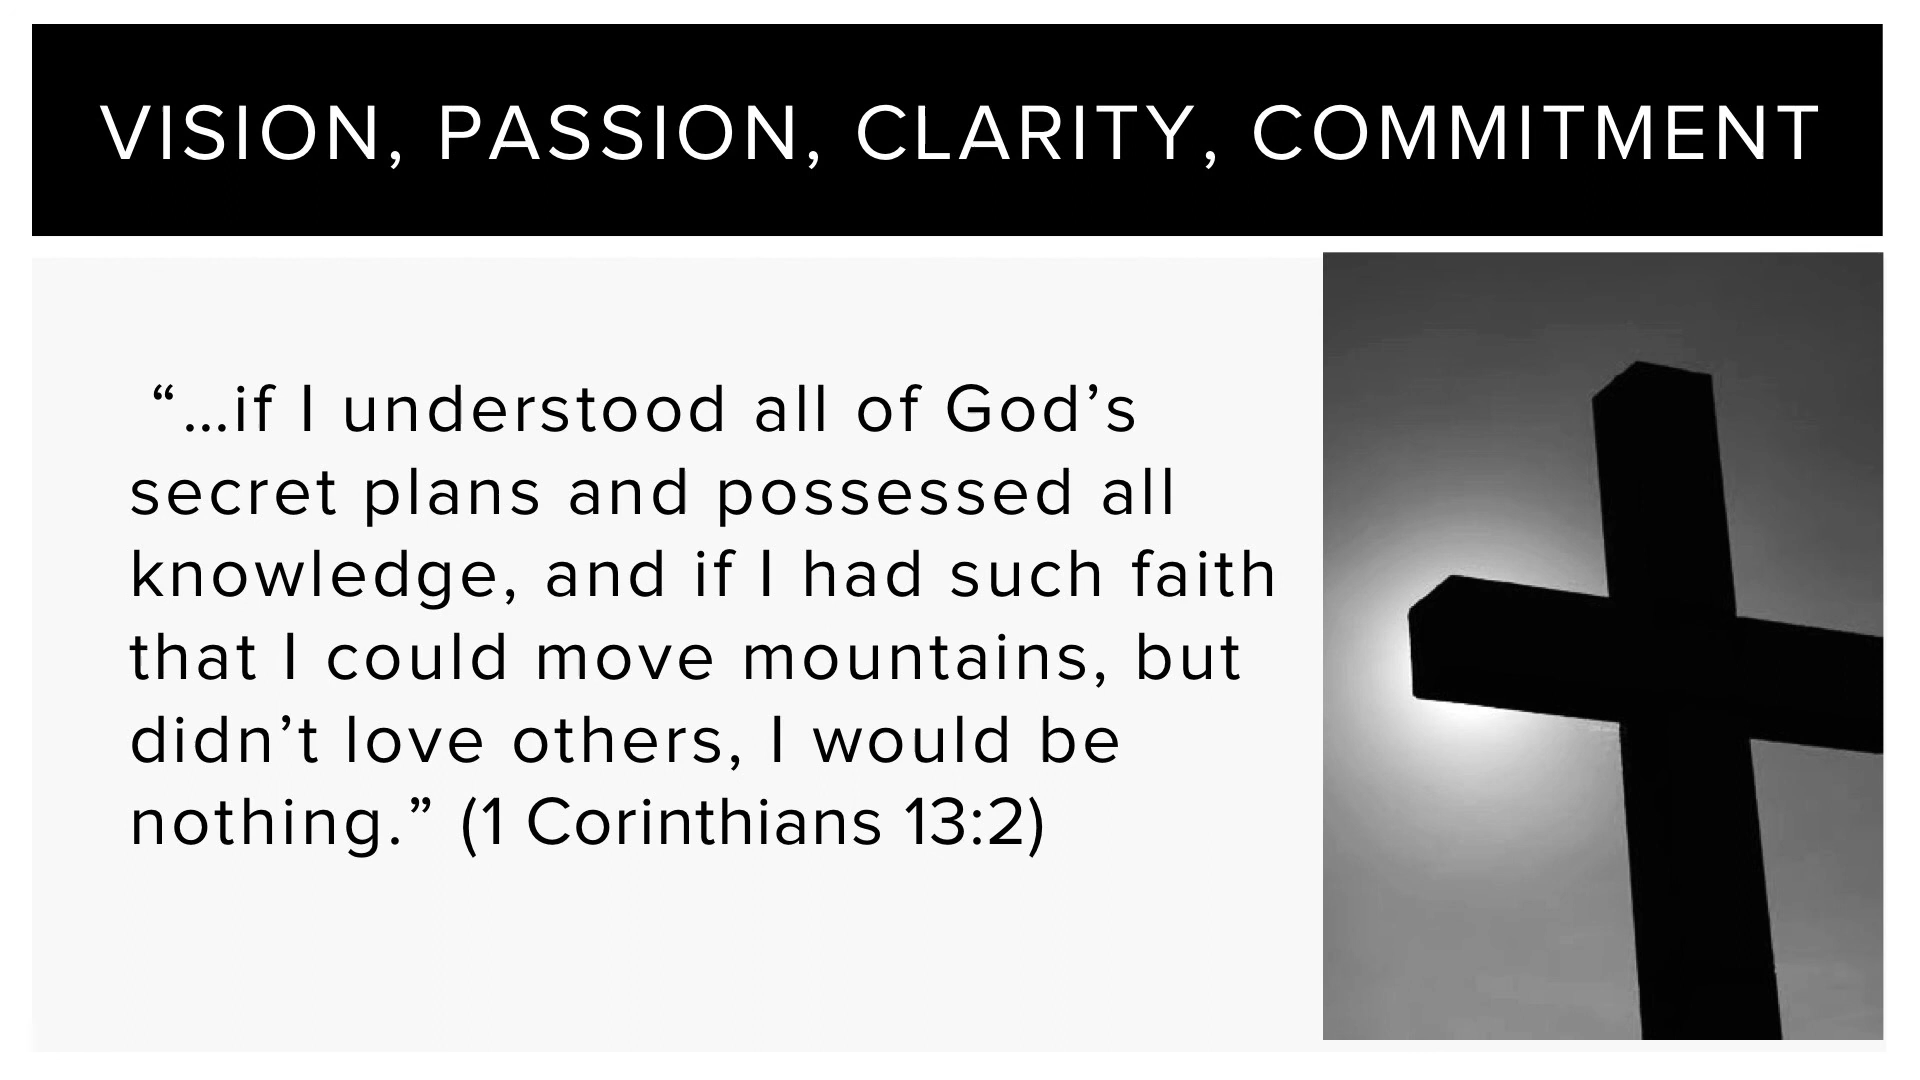 VISION, PASSION, CLARITY, COMMITMENT
“…if I understood all of God’s
secret plans and possessed all
knowledge, and if I had such faith
that I could move mountains, but
didn’t love others, I would be
nothing.” (1 Corinthians 13:2)